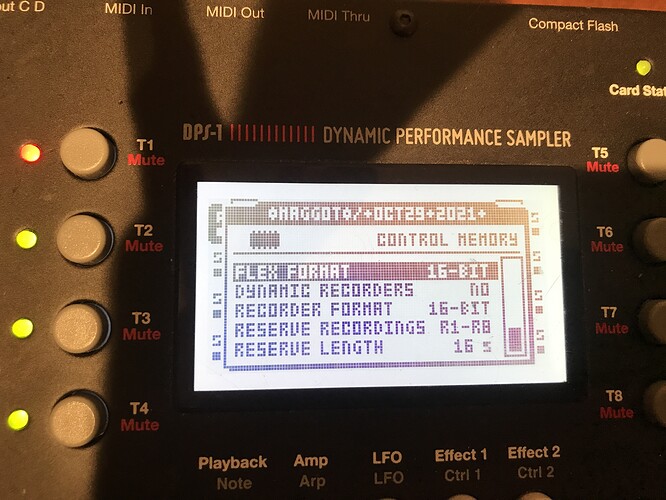 put C D
MIDI In
MIDI Out
MIDI Thru
Compact Flash
Card Stat
DPS-1 DYNAMIC PERFORMANCE SAMPLER
T1
Mute
T2
Mute
T3
Mute
T4
Mute
CONTROL MEMORY
FLEX FORMAT 16-BIT
DYNAMIC RECORDERS NO
RECORDER FORMAT 16-BIT
RESERVE RECORDINGS R1-R8
RESERVE LENGTH 16 s
T5
Mute
T6
Mute
T7
Mute
T8
Mute
Playback Amp LFO Effect 1 Effect 2
Note Arp LFO Ctrl 1 Ctrl 2